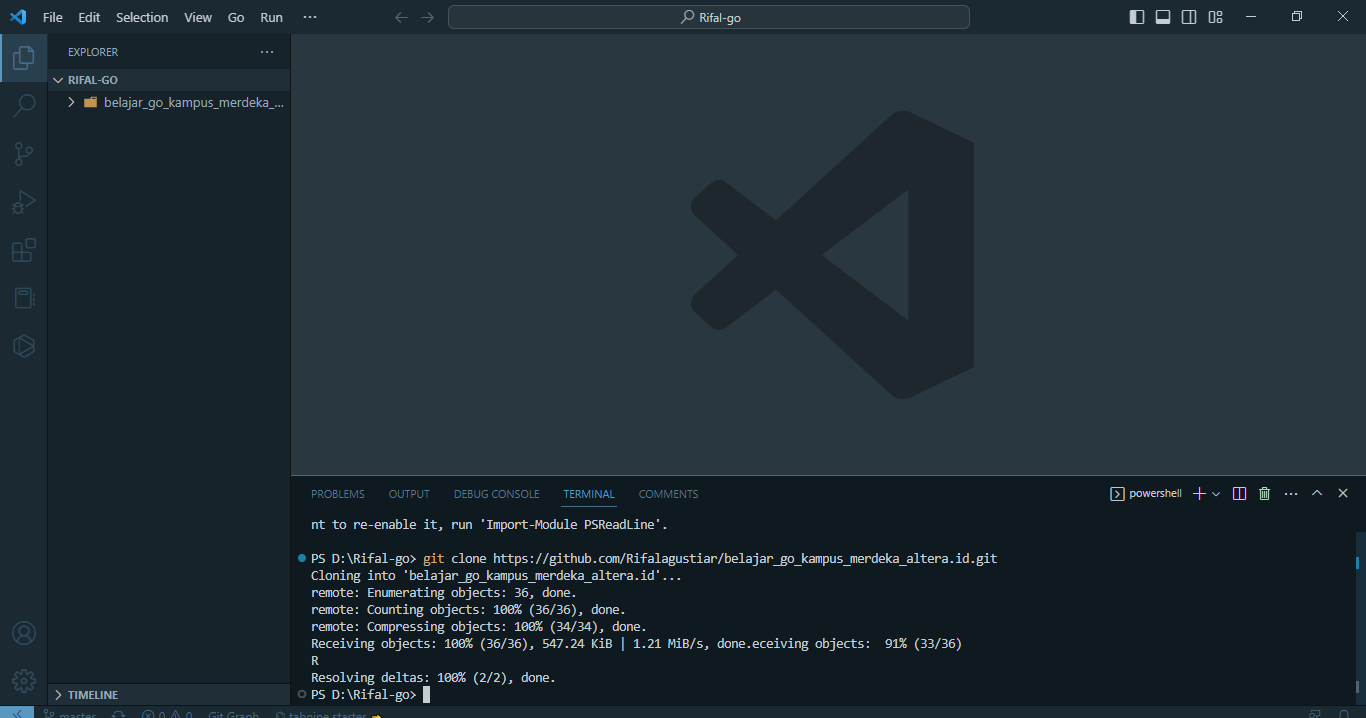 File Edit Selection View Go Run ···
Rifal-go
EXPLORER
RIFAL-GO
belajar_go_kampus_merdeka_...
TIMELINE
PROBLEMS OUTPUT DEBUG CONSOLE TERMINAL COMMENTS
powershell
nt to re-enable it, run 'Import-Module PSReadLine'.
PS D:\Rifal-go> git clone https://github.com/Rifalagustiar/belajar_go_kampus_merdeka_altera.id.git
Cloning into 'belajar_go_kampus_merdeka_altera.id'...
remote: Enumerating objects: 36, done.
remote: Counting objects: 100% (36/36), done.
remote: Compressing objects: 100% (34/34), done.
Receiving objects: 100% (36/36), 547.24 KiB | 1.21 MiB/s, done.eceiving objects:  91% (33/36)
R
Resolving deltas: 100% (2/2), done.
PS D:\Rifal-go>
master 0 0 Git Graph tabnine starter